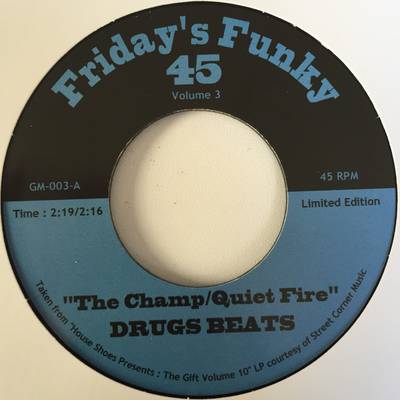 Friday's Funky
45
Volume 3
GM-003-A
45 RPM
Time : 2:19/2:16
Limited Edition
"The Champ/Quiet Fire"
DRUGS BEATS
Taken from "House Shoes Presents : The Gift Volume 10" LP courtesy of Street Corner Music